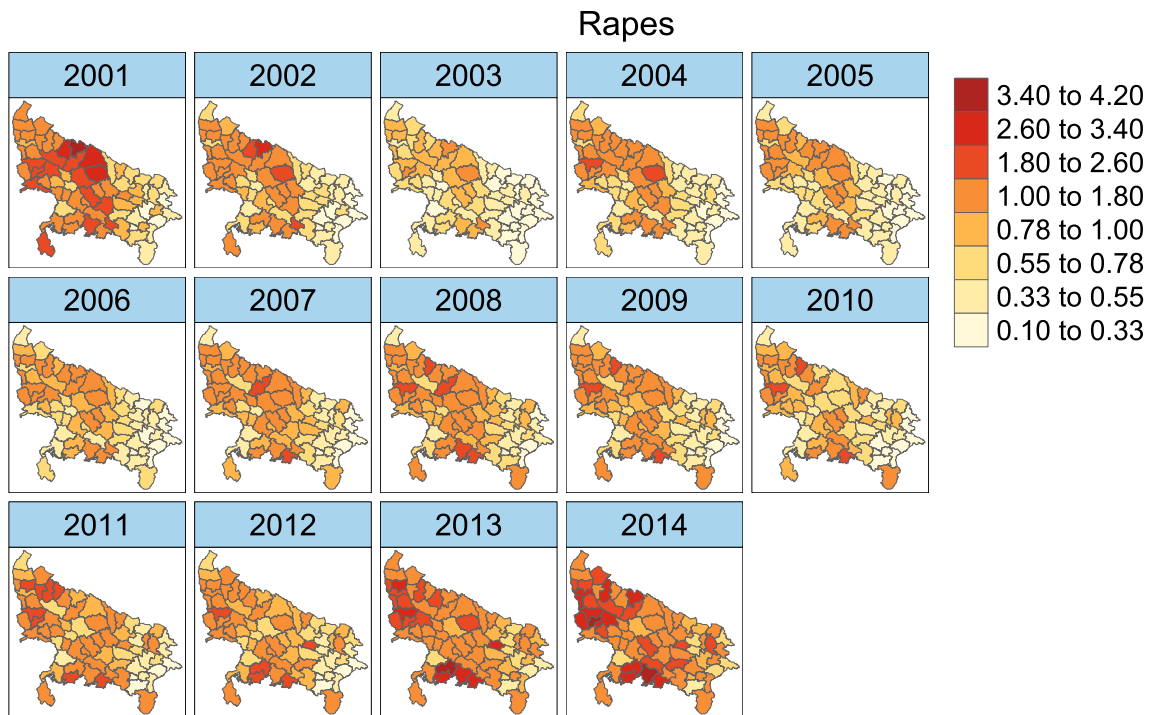 Rapes
2001
2002
2003
2004
2005
3.40 to 4.20
2.60 to 3.40
1.80 to 2.60
1.00 to 1.80
0.78 to 1.00
0.55 to 0.78
0.33 to 0.55
0.10 to 0.33
2006
2007
2008
2009
2010
2011
2012
2013
2014